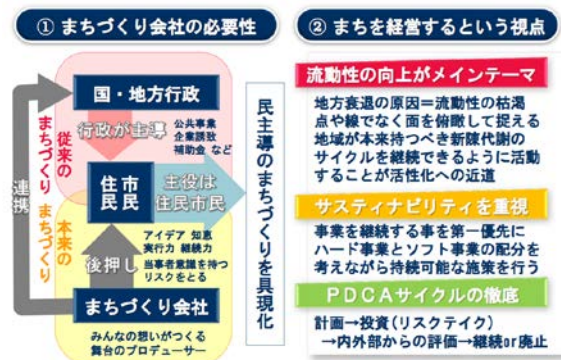 ① まちづくり会社の必要性
国・地方行政
行政が主導
公共事業
企業誘致
補助金 など
従来の
まちづくり
連携
住市
民民
主役は
住民市民
本来の
まちづくり
アイデア 知恵
実行力 継続力
後押し
当事者意識を持つ
リスクをとる
まちづくり会社
みんなの想いがつくる
舞台のプロデューサー
民主導のまちづくりを具現化
② まちを経営するという視点
流動性の向上がメインテーマ
地方衰退の原因＝流動性の枯渇
点や線でなく面を俯瞰して捉える
地域が本来持つべき新陳代謝の
サイクルを継続できるように活動
することが活性化への近道
サスティナビリティを重視
事業を継続する事を第一優先に
ハード事業とソフト事業の配分を
考えながら持続可能な施策を行う
PDCAサイクルの徹底
計画→投資(リスクテイク)
→内外部からの評価→継続or廃止